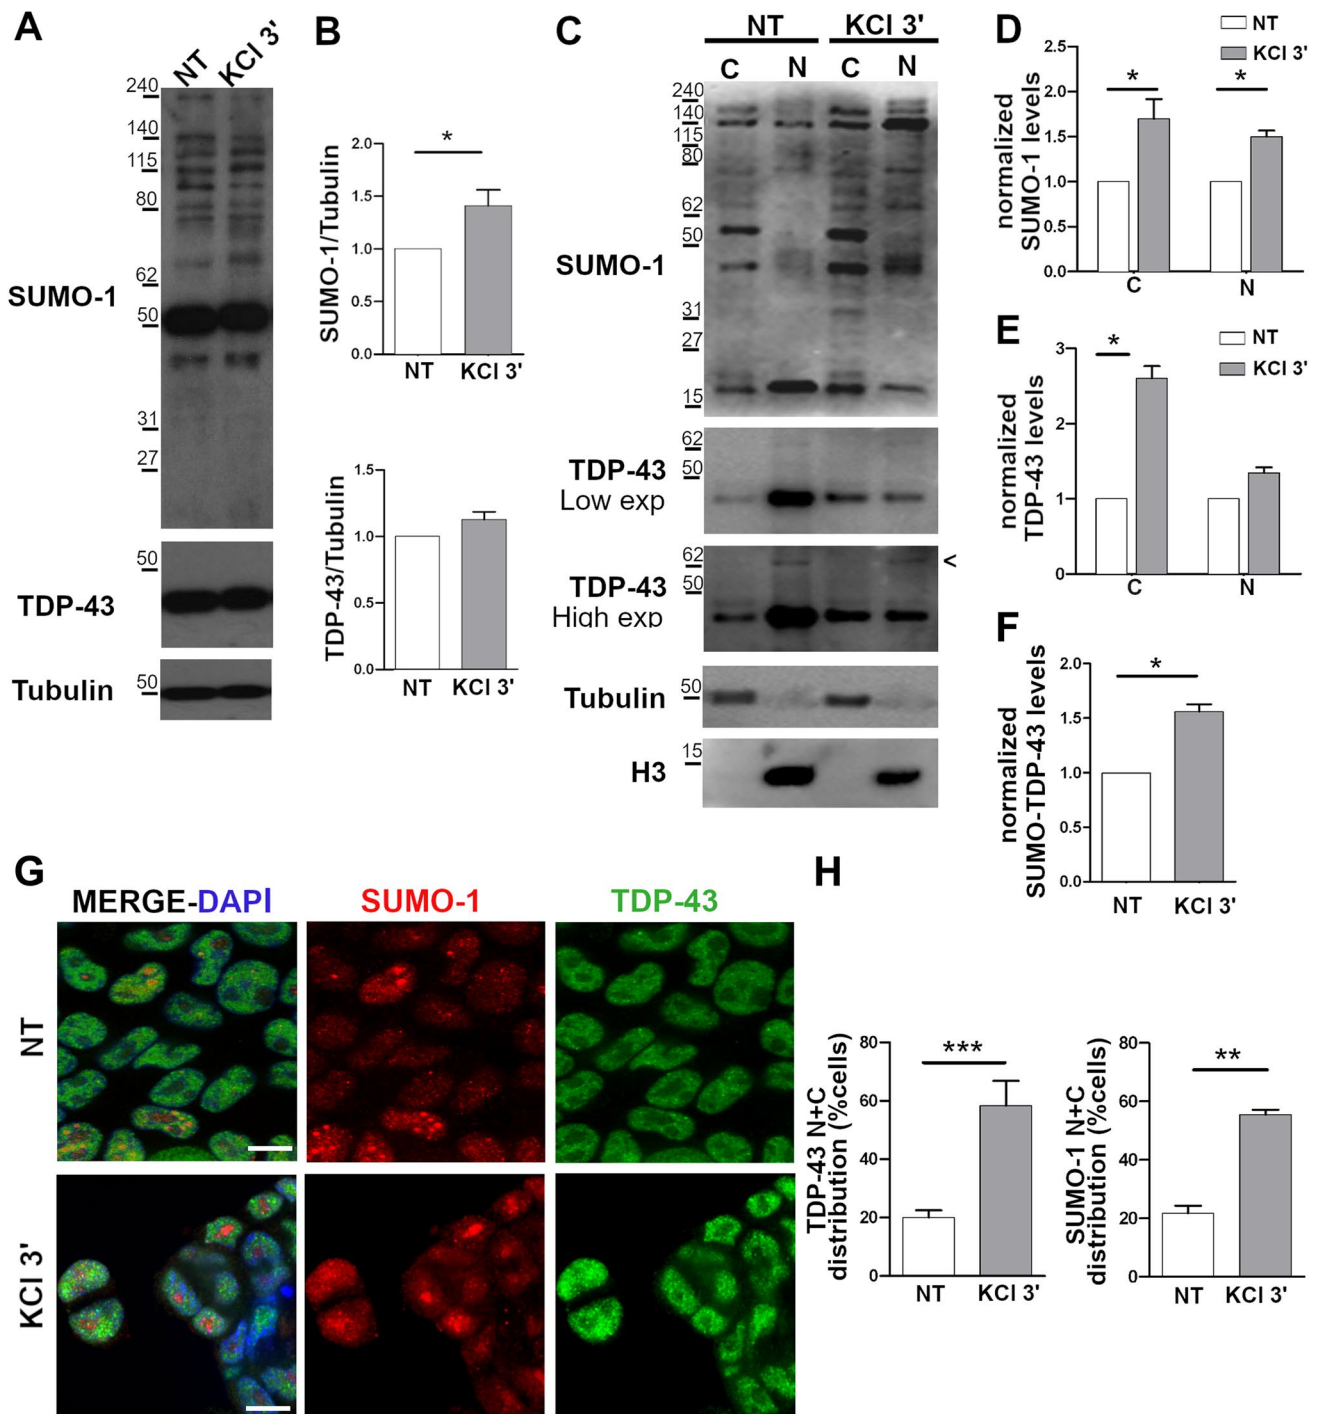 A
NT
KCl 3'
240
140
115
80
62
SUMO-1
50
31
27
50
TDP-43
Tubulin
50
B
SUMO-1/Tubulin
2.0
1.5
1.0
0.5
0.0
*
NT
KCl 3'
TDP-43/Tubulin
1.5
1.0
0.5
0.0
NT
KCl 3'
C
NT
KCl 3'
C
N
C
N
240
140
115
80
62
50
SUMO-1
31
27
15
62
50
TDP-43
Low exp
62
50
<
TDP-43
High exp
Tubulin
50
15
H3
D
NT
KCl 3'
normalized
SUMO-1 levels
2.5
2.0
1.5
1.0
0.5
0.0
*
*
C
N
E
NT
KCl 3'
normalized
TDP-43 levels
3
2
1
0
*
C
N
F
normalized
SUMO-TDP-43 levels
2.0
1.5
1.0
0.5
0.0
*
NT
KCl 3'
G
MERGE-DAPI
SUMO-1
TDP-43
NT
KCl 3'
H
TDP-43 N+C
distribution (%cells)
80
60
40
20
0
***
NT
KCl 3'
SUMO-1 N+C
distribution (%cells)
80
60
40
20
0
**
NT
KCl 3'